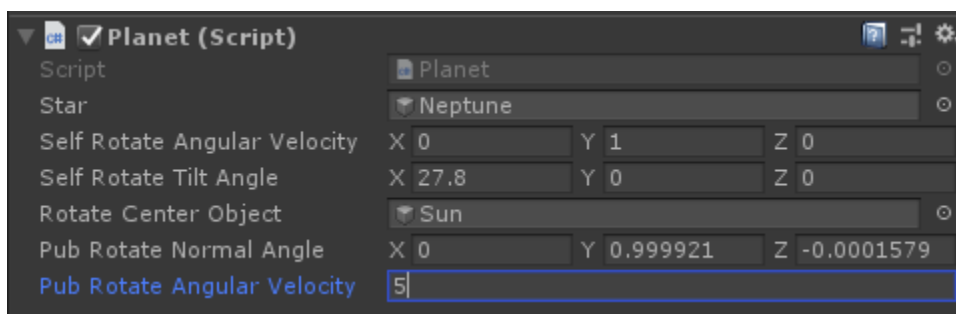 Planet (Script)
Script Planet
Star Neptune
Self Rotate Angular Velocity X 0 Y 1 Z 0
Self Rotate Tilt Angle X 27.8 Y 0 Z 0
Rotate Center Object Sun
Pub Rotate Normal Angle X 0 Y 0.999921 Z -0.0001579
Pub Rotate Angular Velocity 5